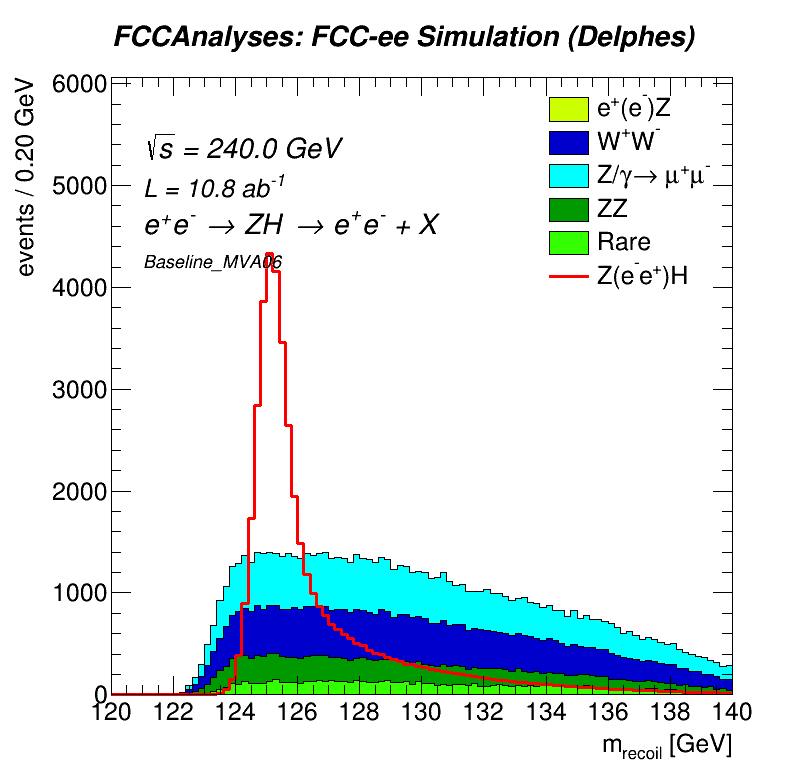 FCCAnalyses: FCC-ee Simulation (Delphes)
events / 0.20 GeV
6000
5000
4000
3000
2000
1000
0
√s = 240.0 GeV
L = 10.8 ab⁻¹
e⁺e⁻ → ZH → e⁺e⁻ + X
Baseline_MVA06
e⁺(e⁻)Z
W⁺W⁻
Z/γ→ μ⁺μ⁻
ZZ
Rare
Z(e⁻e⁺)H
120 122 124 126 128 130 132 134 136 138 140
m_recoil [GeV]